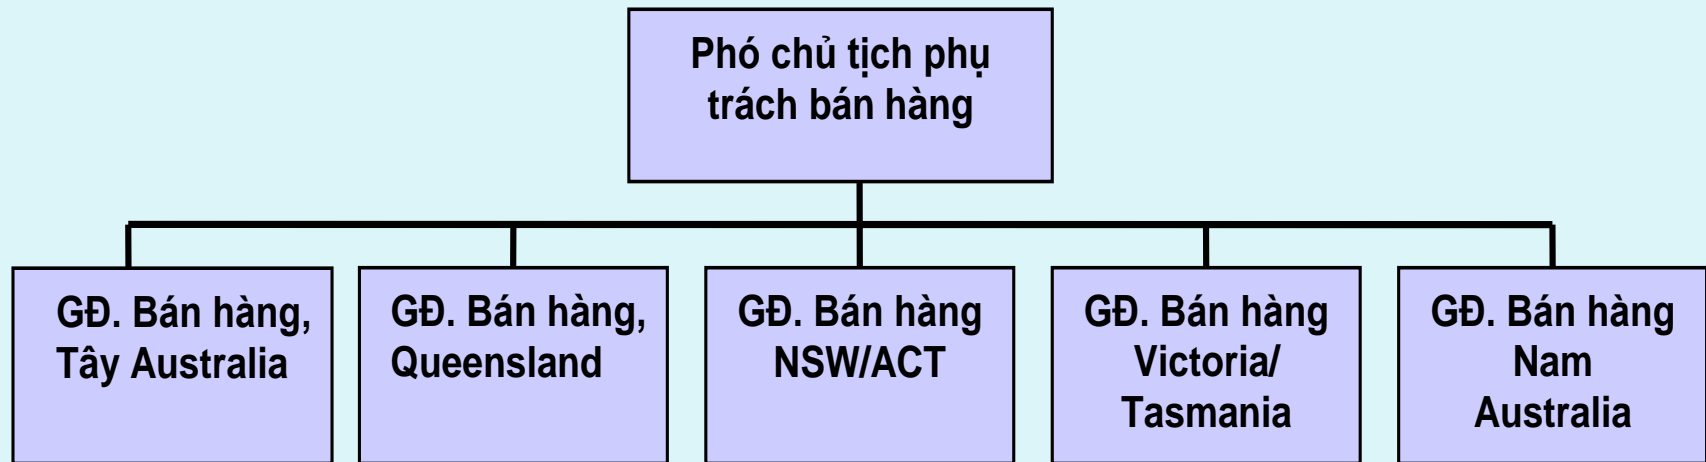 Phó chủ tịch phụ
trách bán hàng
GĐ. Bán hàng,
Tây Australia
GĐ. Bán hàng,
Queensland
GĐ. Bán hàng
NSW/ACT
GĐ. Bán hàng
Victoria/
Tasmania
GĐ. Bán hàng
Nam
Australia